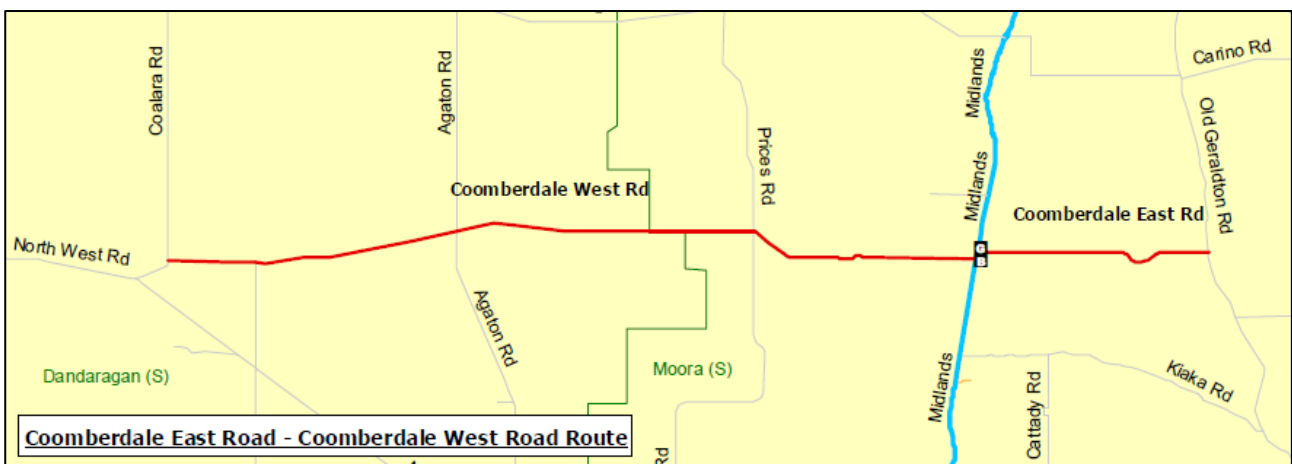 Coalara Rd
Agaton Rd
Prices Rd
Midlands
Midlands
Carino Rd
Old Geraldton Rd
Coomberdale West Rd
Coomberdale East Rd
North West Rd
Agaton Rd
Dandaragan (S)
Moora (S)
Midlands
Cattady Rd
Kiaka Rd
Coomberdale East Road - Coomberdale West Road Route
Rd